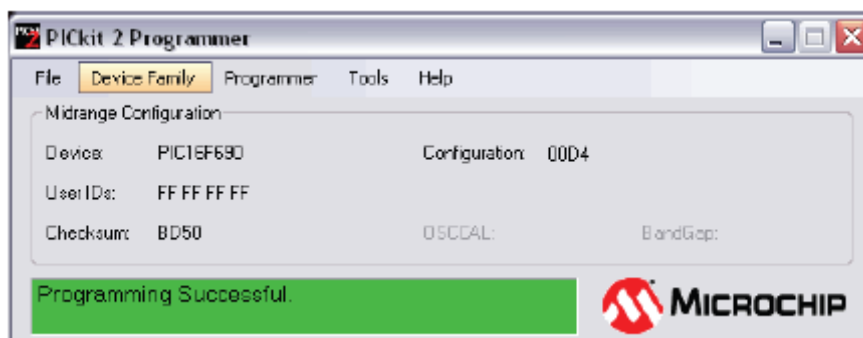 PICkit 2 Programmer
File Device Family Programmer Tools Help
Midrange Configuration
Device: PIC16F690 Configuration: 00D4
User IDs: FF FF FF FF
Checksum: BD50 OSCCAL: BandGap:
Programming Successful.
MICROCHIP